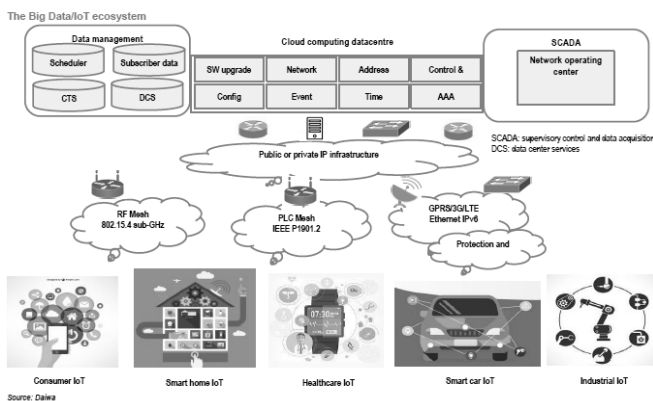 The Big Data/IoT ecosystem
Data management
Scheduler
Subscriber data
CTS
DCS
Cloud computing datacentre
SW upgrade
Network
Address
Control &
Config
Event
Time
AAA
SCADA
Network operating
center
SCADA: supervisory control and data acquisition
DCS: data center services
Public or private IP infrastructure
RF Mesh
802.15.4 sub-GHz
PLC Mesh
IEEE P1901.2
GPRS/3G/LTE
Ethernet IPv6
Protection and
07:30
Consumer IoT
Smart home IoT
Healthcare IoT
Smart car IoT
Industrial IoT
Source: Daiwa